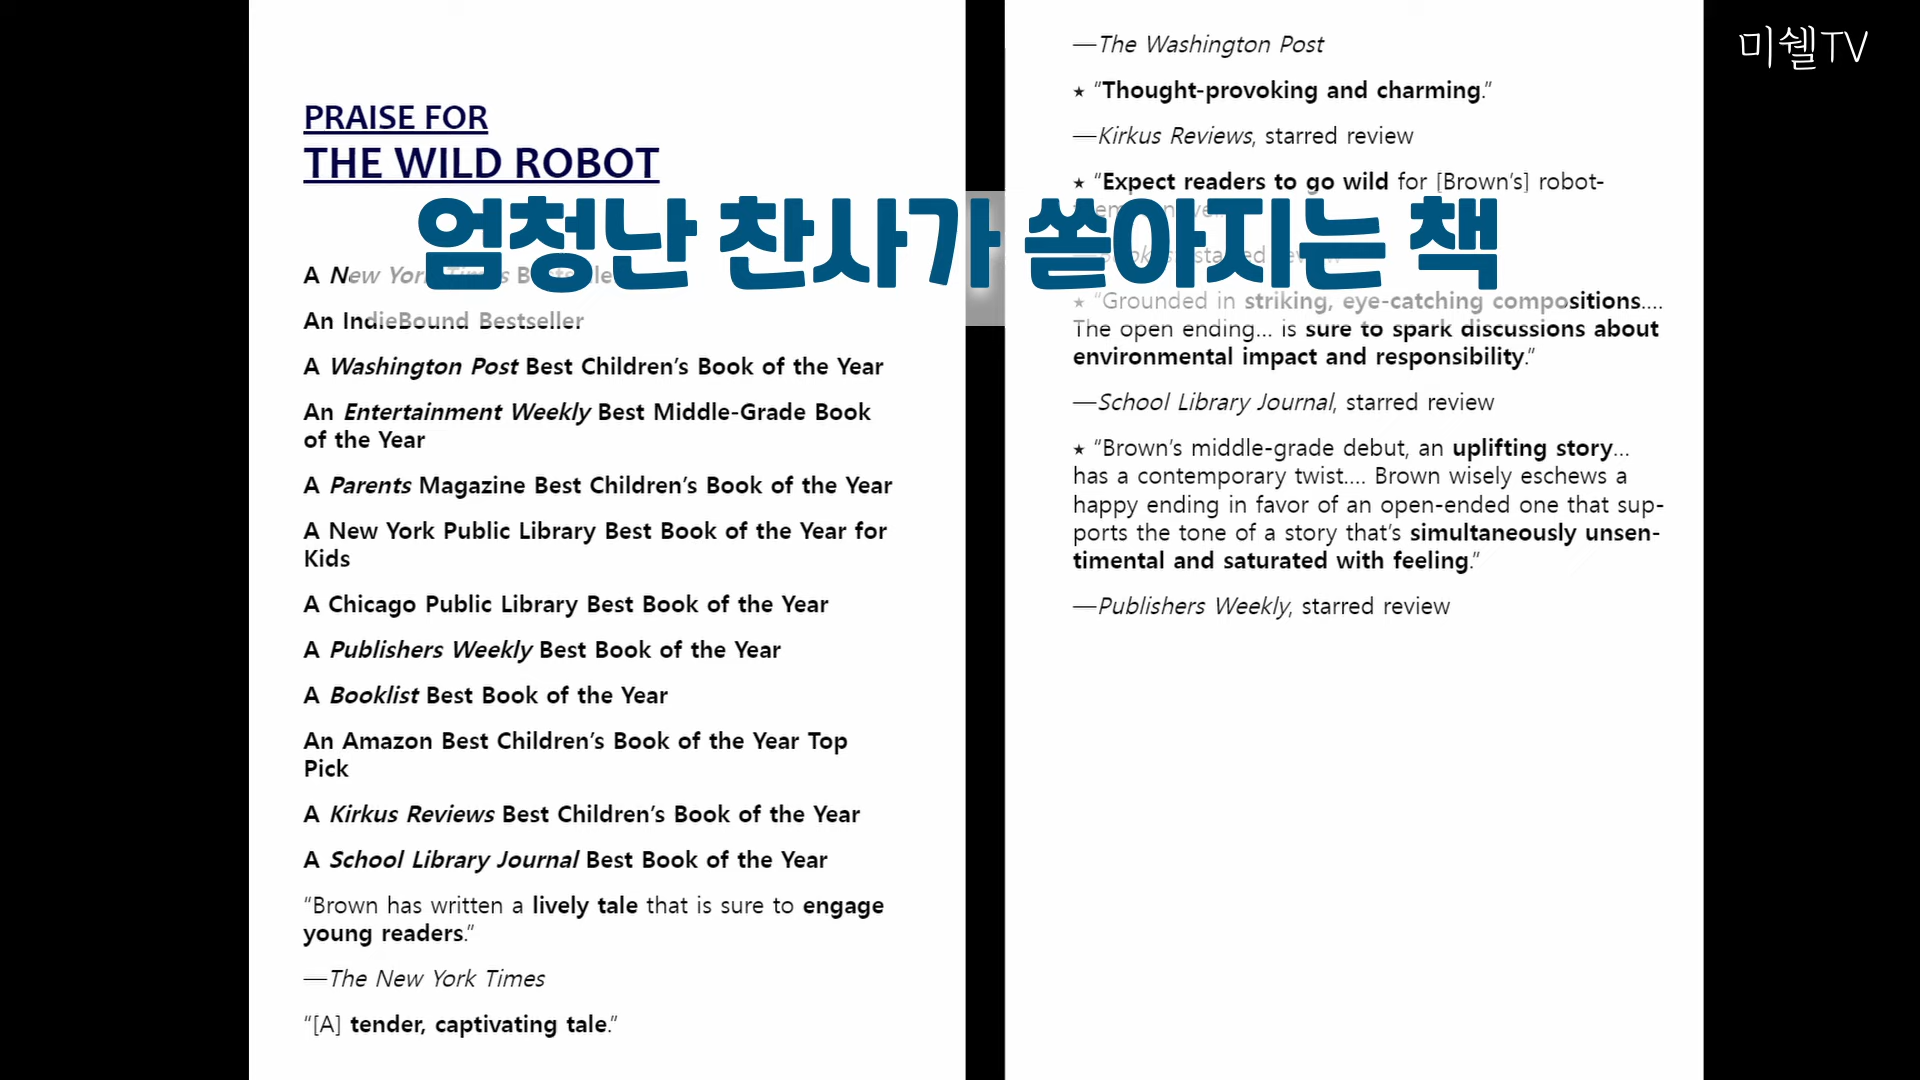 PRAISE FOR
THE WILD ROBOT
엄청난 찬사가 쏟아지는 책
A New York Times Bestseller
An IndieBound Bestseller
A Washington Post Best Children’s Book of the Year
An Entertainment Weekly Best Middle-Grade Book
of the Year
A Parents Magazine Best Children’s Book of the Year
A New York Public Library Best Book of the Year for
Kids
A Chicago Public Library Best Book of the Year
A Publishers Weekly Best Book of the Year
A Booklist Best Book of the Year
An Amazon Best Children’s Book of the Year Top
Pick
A Kirkus Reviews Best Children’s Book of the Year
A School Library Journal Best Book of the Year
“Brown has written a lively tale that is sure to engage
young readers.”
—The New York Times
“[A] tender, captivating tale.”
—The Washington Post
★ “Thought-provoking and charming.”
—Kirkus Reviews, starred review
★ “Expect readers to go wild for [Brown’s] robot-
★ “Grounded in striking, eye-catching compositions....
The open ending... is sure to spark discussions about
environmental impact and responsibility.”
—School Library Journal, starred review
★ “Brown’s middle-grade debut, an uplifting story...
has a contemporary twist.... Brown wisely eschews a
happy ending in favor of an open-ended one that sup-
ports the tone of a story that’s simultaneously unsen-
timental and saturated with feeling.”
—Publishers Weekly, starred review
미쉘TV